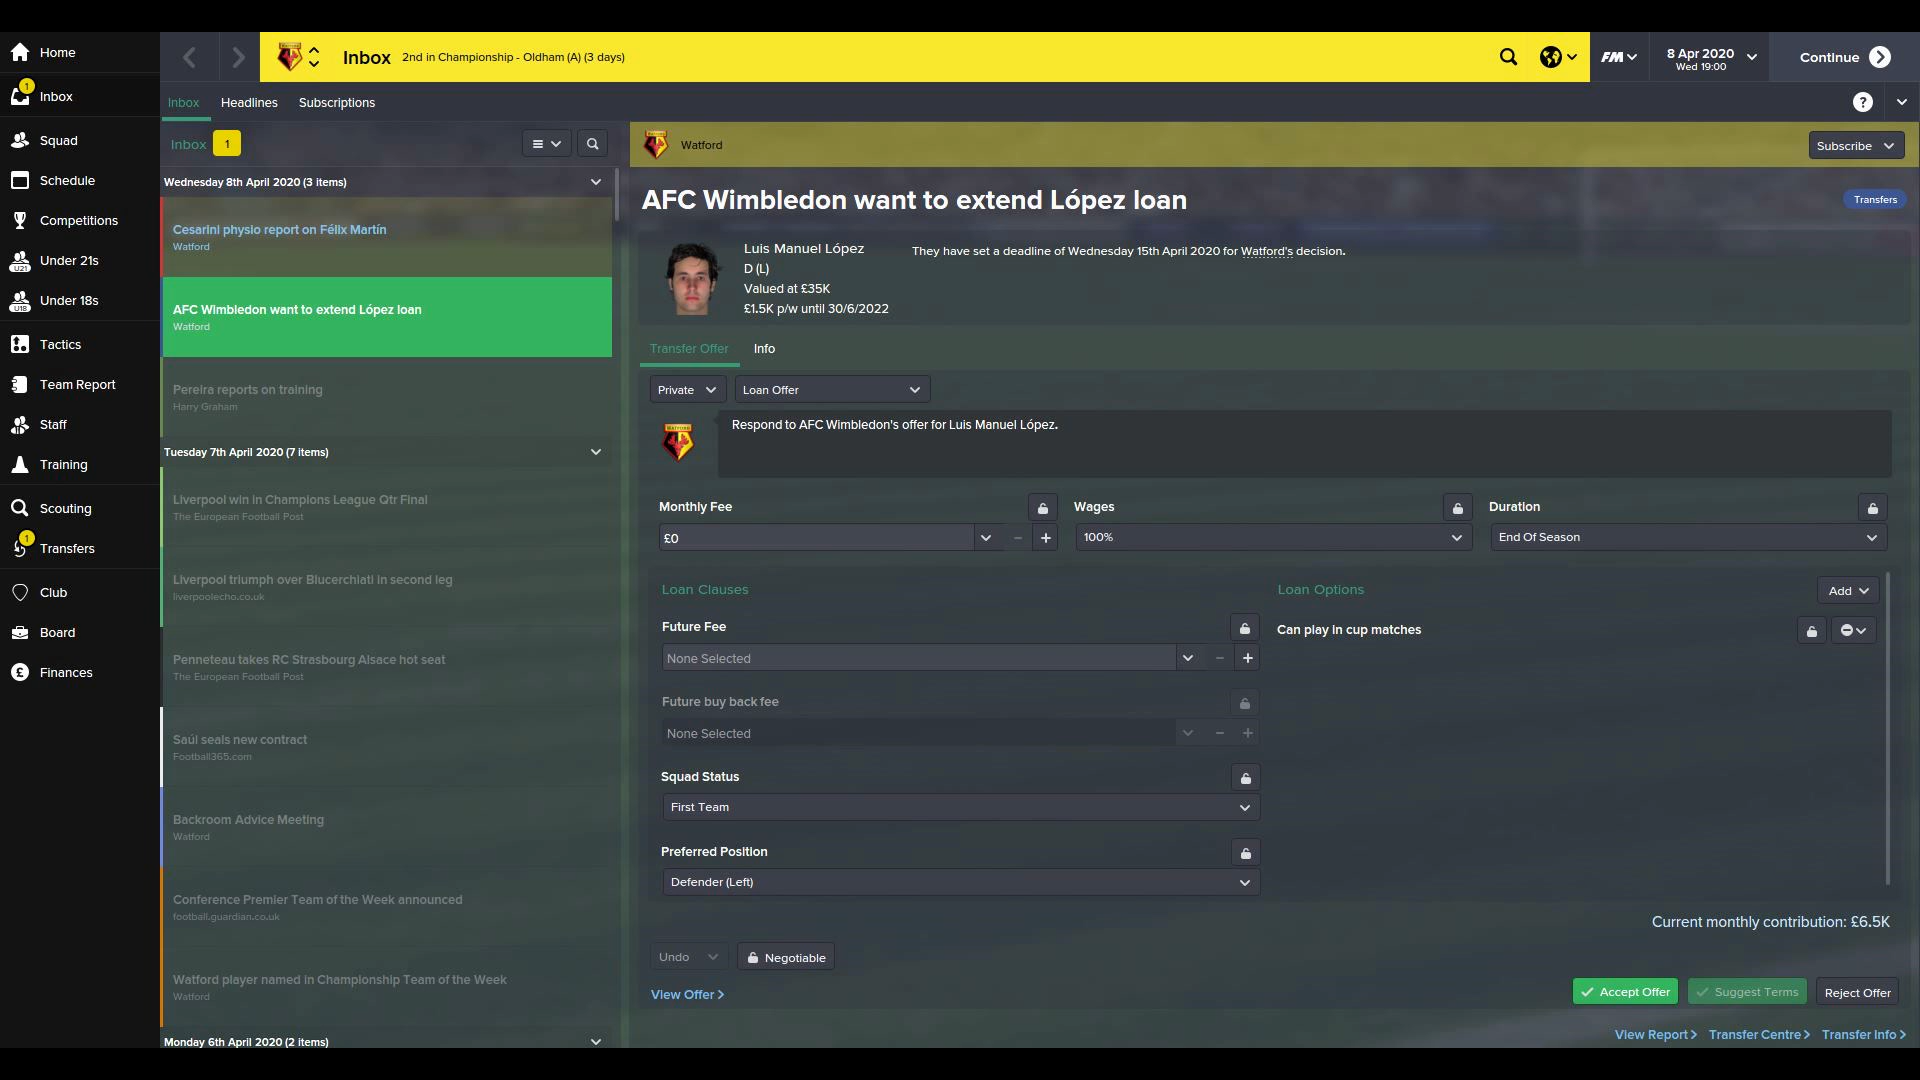 Home
Inbox
2nd in Championship - Oldham (A) (3 days)
FM
8 Apr 2020
Wed 19:00
Continue
1
Inbox
Inbox
Headlines
Subscriptions
?
Squad
Schedule
Competitions
U21
Under 21s
U18
Under 18s
Tactics
Team Report
Staff
Training
Scouting
1
Transfers
Club
Board
£
Finances
Inbox
1
Wednesday 8th April 2020 (3 items)
Cesarini physio report on Félix Martín
Watford
AFC Wimbledon want to extend López loan
Watford
Pereira reports on training
Harry Graham
Tuesday 7th April 2020 (7 items)
Liverpool win in Champions League Qtr Final
The European Football Post
Liverpool triumph over Blucerchiati in second leg
liverpoolecho.co.uk
Penneteau takes RC Strasbourg Alsace hot seat
The European Football Post
Saúl seals new contract
Football365.com
Backroom Advice Meeting
Watford
Conference Premier Team of the Week announced
football.guardian.co.uk
Watford player named in Championship Team of the Week
Watford
Monday 6th April 2020 (2 items)
Watford
Subscribe
AFC Wimbledon want to extend López loan
Transfers
Luis Manuel López
D (L)
Valued at £35K
£1.5K p/w until 30/6/2022
They have set a deadline of Wednesday 15th April 2020 for Watford's decision.
Transfer Offer
Info
Private
Loan Offer
Respond to AFC Wimbledon's offer for Luis Manuel López.
Monthly Fee
Wages
Duration
£0
100%
End Of Season
Loan Clauses
Loan Options
Add
Future Fee
Can play in cup matches
None Selected
Future buy back fee
None Selected
Squad Status
First Team
Preferred Position
Defender (Left)
Current monthly contribution: £6.5K
Undo
Negotiable
View Offer >
Accept Offer
Suggest Terms
Reject Offer
View Report >
Transfer Centre >
Transfer Info >